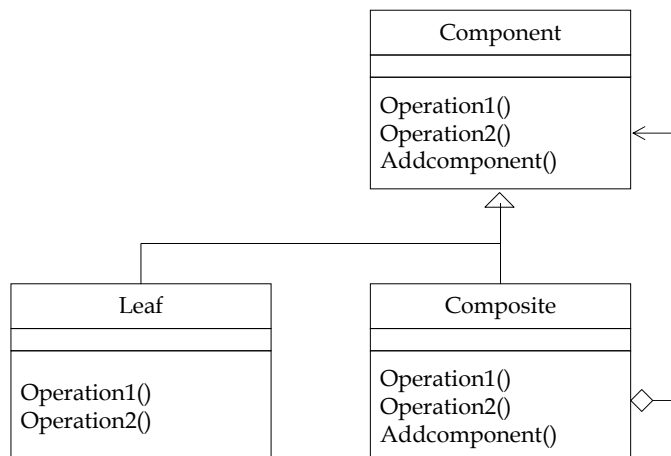 Component
Operation1()
Operation2()
Addcomponent()
Leaf
Operation1()
Operation2()
Composite
Operation1()
Operation2()
Addcomponent()